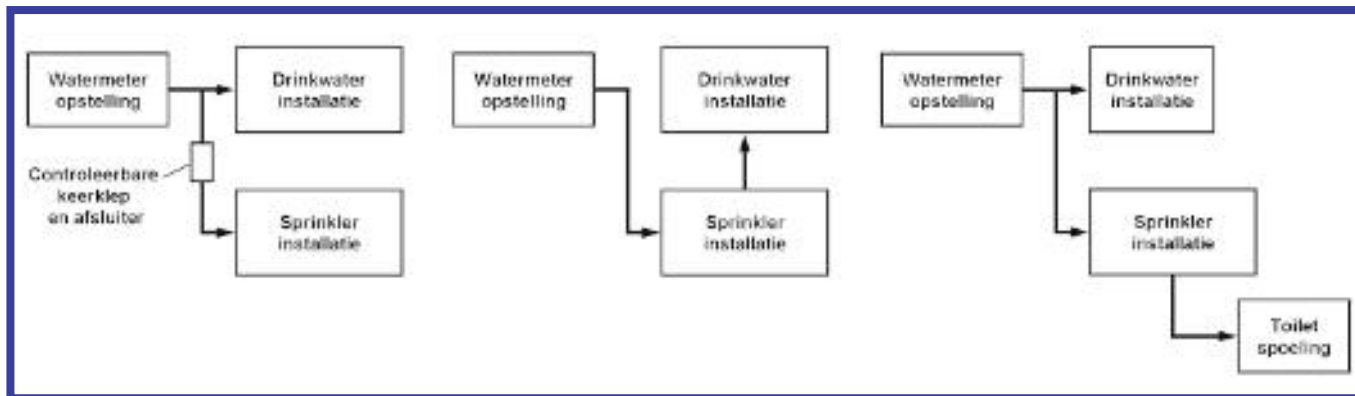 Watermeter
opstelling
Drinkwater
installatie
Controleerbare
keerklep
en afsluiter
Sprinkler
installatie
Watermeter
opstelling
Drinkwater
installatie
Sprinkler
installatie
Watermeter
opstelling
Drinkwater
installatie
Sprinkler
installatie
Toilet
spoeling